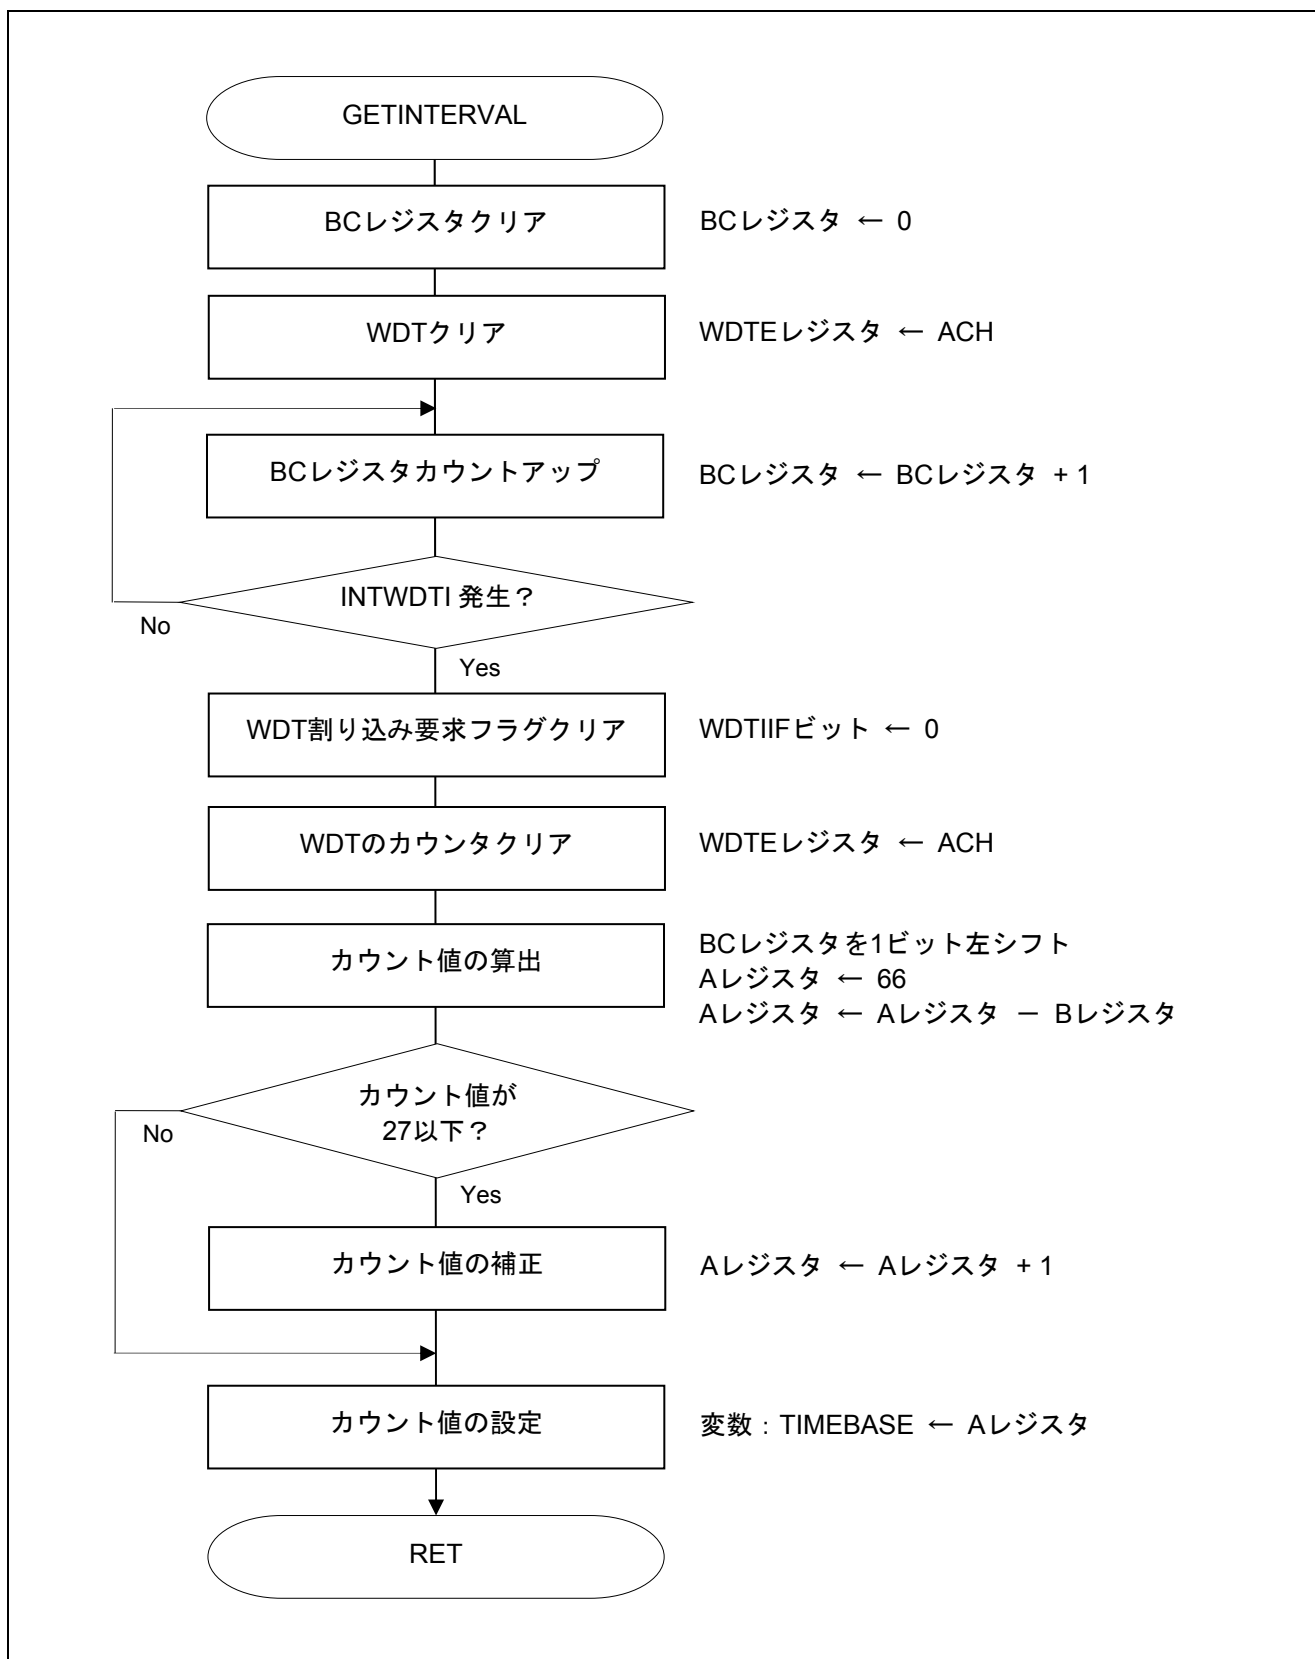 GETINTERVAL
BCレジスタクリア
BCレジスタ ← 0
WDTクリア
WDTEレジスタ ← ACH
BCレジスタカウントアップ
BCレジスタ ← BCレジスタ + 1
INTWDTI 発生？
No
Yes
WDT割り込み要求フラグクリア
WDTIIFビット ← 0
WDTのカウンタクリア
WDTEレジスタ ← ACH
カウント値の算出
BCレジスタを1ビット左シフト
Aレジスタ ← 66
Aレジスタ ← Aレジスタ － Bレジスタ
カウント値が
27以下？
No
Yes
カウント値の補正
Aレジスタ ← Aレジスタ + 1
カウント値の設定
変数：TIMEBASE ← Aレジスタ
RET